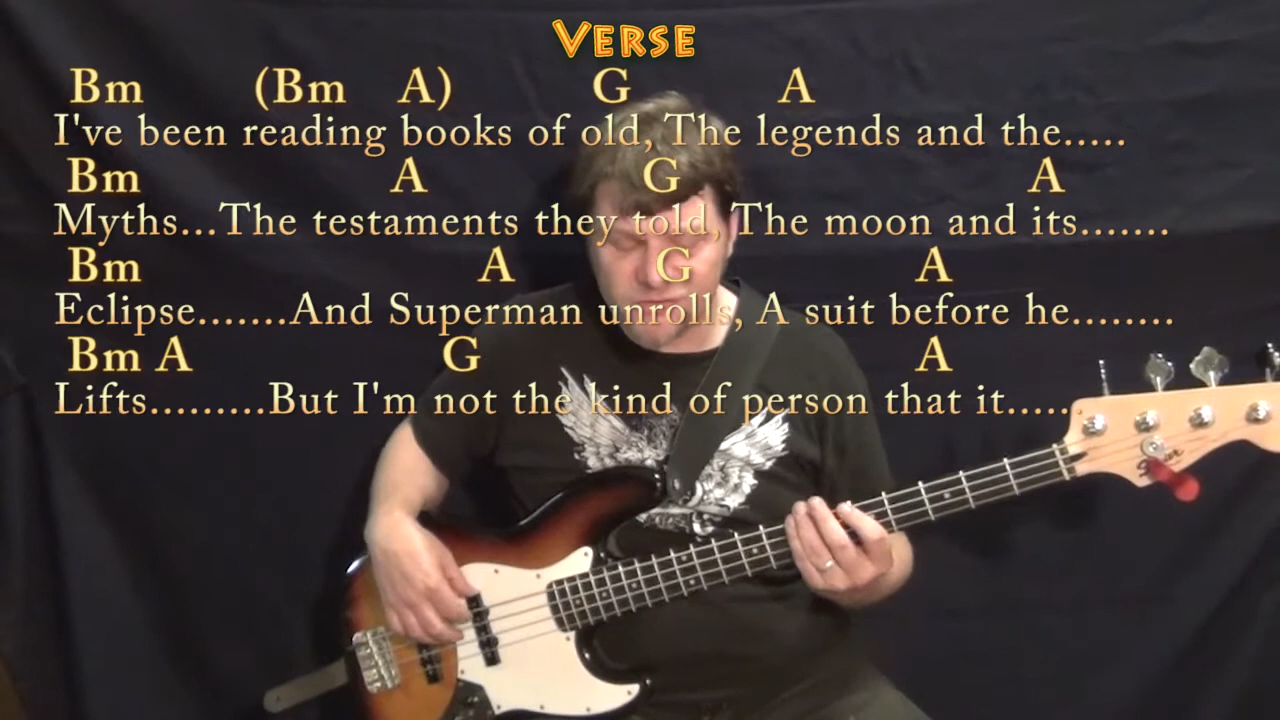 VERSE
Bm (Bm A) G A
I've been reading books of old, The legends and the.....
Bm A G A
Myths...The testaments they told, The moon and its.......
Bm A G A
Eclipse.......And Superman unrolls, A suit before he........
Bm A G A
Lifts.........But I'm not the kind of person that it.....